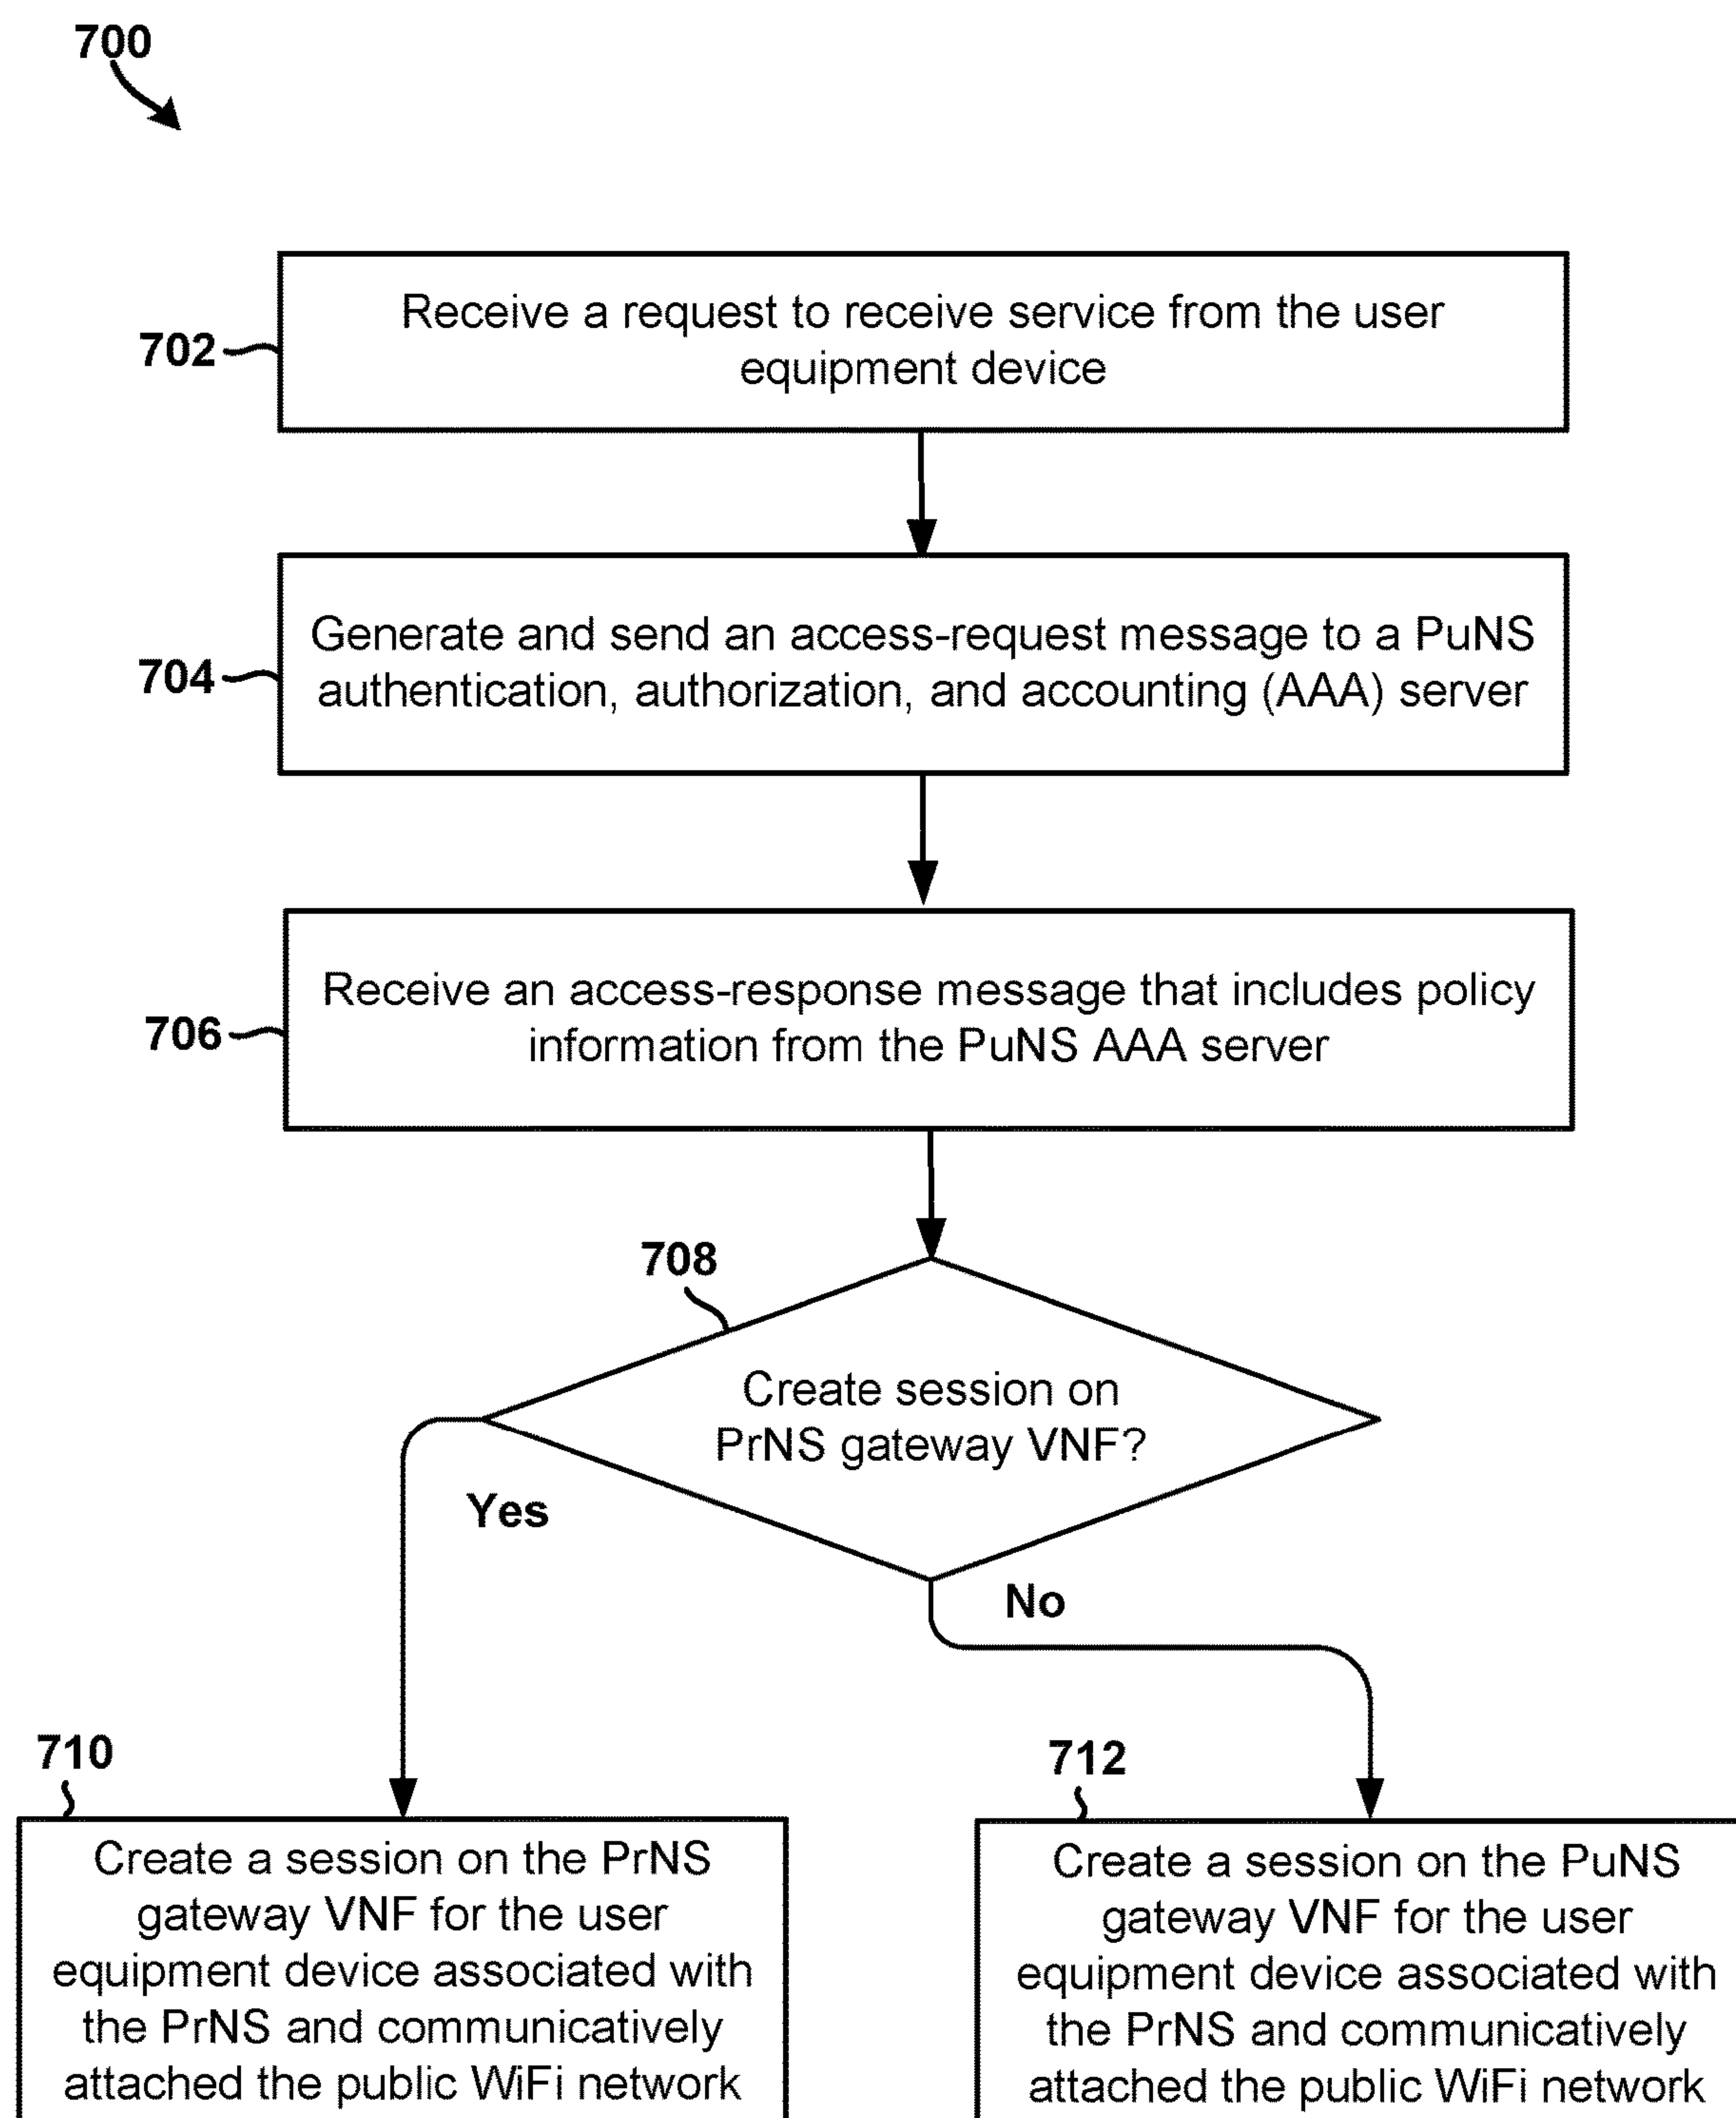 700
702
Receive a request to receive service from the user
equipment device
704
Generate and send an access-request message to a PuNS
authentication, authorization, and accounting (AAA) server
706
Receive an access-response message that includes policy
information from the PuNS AAA server
708
Create session on
PrNS gateway VNF?
Yes
No
710
Create a session on the PrNS
gateway VNF for the user
equipment device associated with
the PrNS and communicatively
attached the public WiFi network
712
Create a session on the PuNS
gateway VNF for the user
equipment device associated with
the PrNS and communicatively
attached the public WiFi network